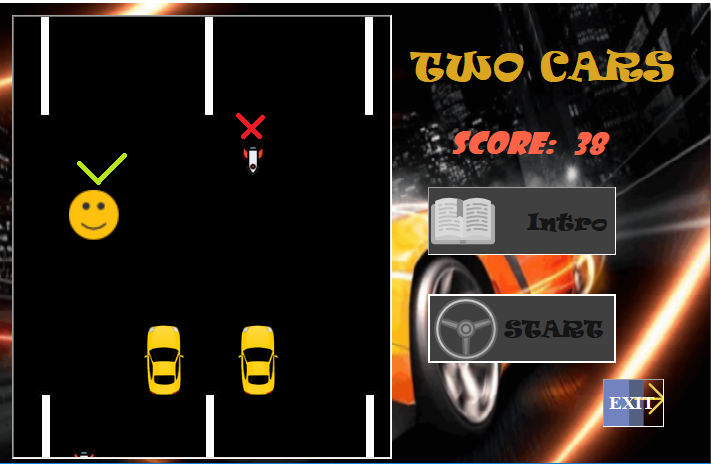 TWO CARS
SCORE: 38
Intro
START
EXIT